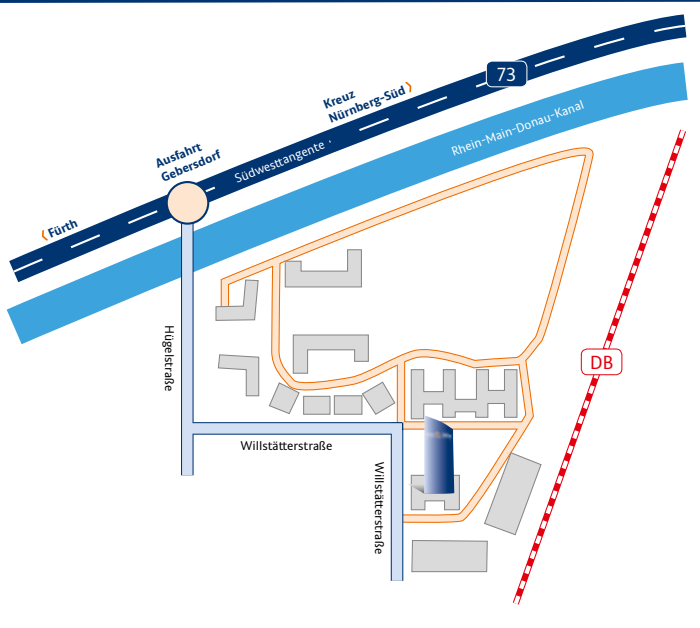 73
Kreuz
Nürnberg-Süd
Rhein-Main-Donau-Kanal
Südwesttangente
Ausfahrt
Gebersdorf
Fürth
Hügelstraße
DB
Willstätterstraße
Willstätterstraße